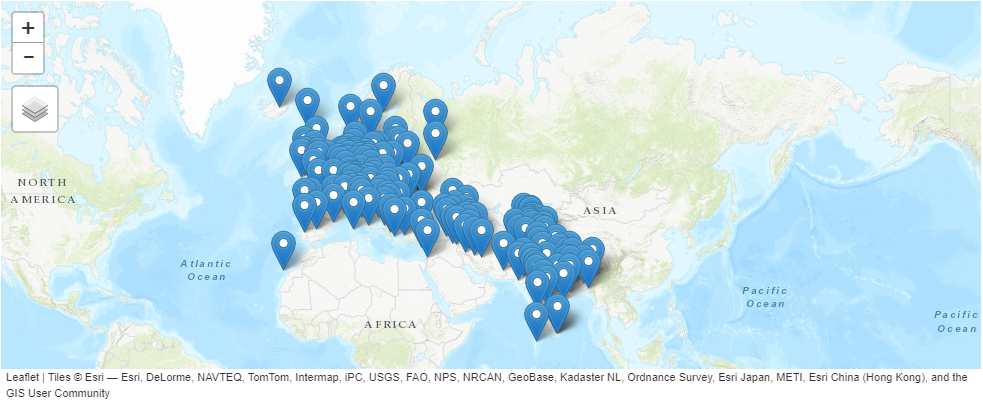 +
−
NORTH
AMERICA
ASIA
Atlantic
Ocean
Pacific
Ocean
Pacific
Ocean
AFRICA
Leaflet | Tiles © Esri — Esri, DeLorme, NAVTEQ, TomTom, Intermap, iPC, USGS, FAO, NPS, NRCAN, GeoBase, Kadaster NL, Ordnance Survey, Esri Japan, METI, Esri China (Hong Kong), and the
GIS User Community